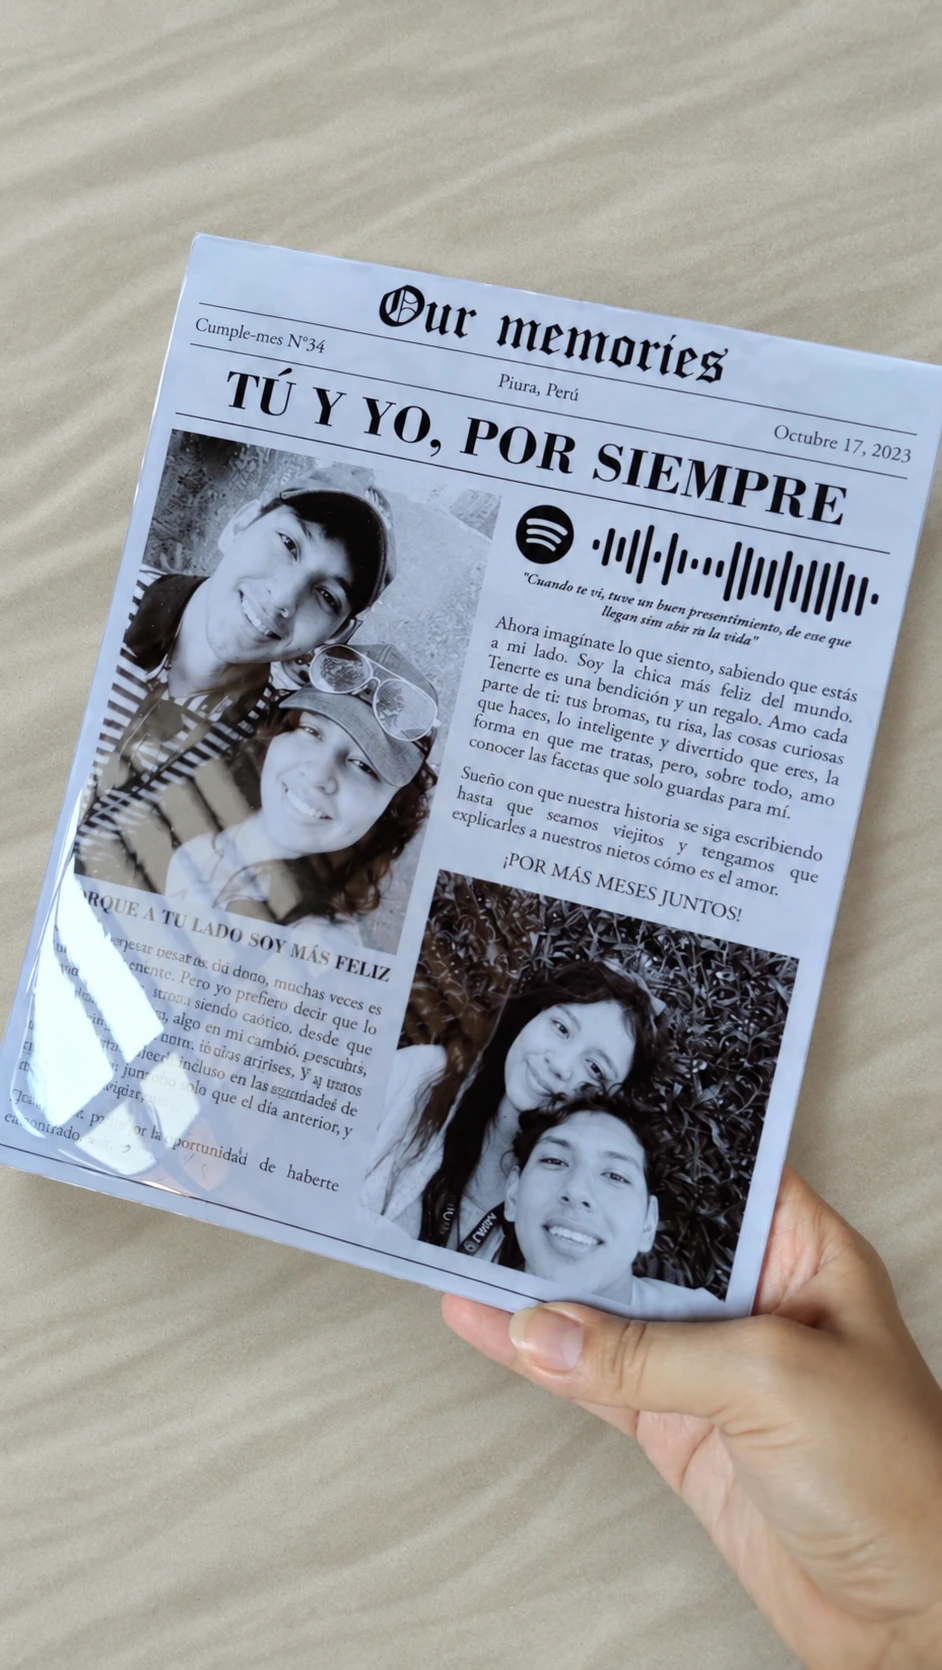 Our memories
Cumple-mes N°34
Piura, Perú
Octubre 17, 2023
TÚ Y YO, POR SIEMPRE
"Cuando te vi, tuve un buen presentimiento, de ese que
llegan sim abir ra la vida"
Ahora imagínate lo que siento, sabiendo que estás
a mi lado. Soy la chica más feliz del mundo.
Tenerte es una bendición y un regalo. Amo cada
parte de ti: tus bromas, tu risa, las cosas curiosas
que haces, lo inteligente y divertido que eres, la
forma en que me tratas, pero, sobre todo, amo
conocer las facetas que solo guardas para mí.
Sueño con que nuestra historia se siga escribiendo
hasta que seamos viejitos y tengamos que
explicarles a nuestros nietos cómo es el amor.
¡POR MÁS MESES JUNTOS!
RQUE A TU LADO SOY MÁS FELIZ
dono, muchas veces es
Pero yo prefiero decir que lo
siendo caótico. desde que
algo en mi cambió.
Y
incluso en las de
solo que el día anterior, y
la oportunidad de haberte